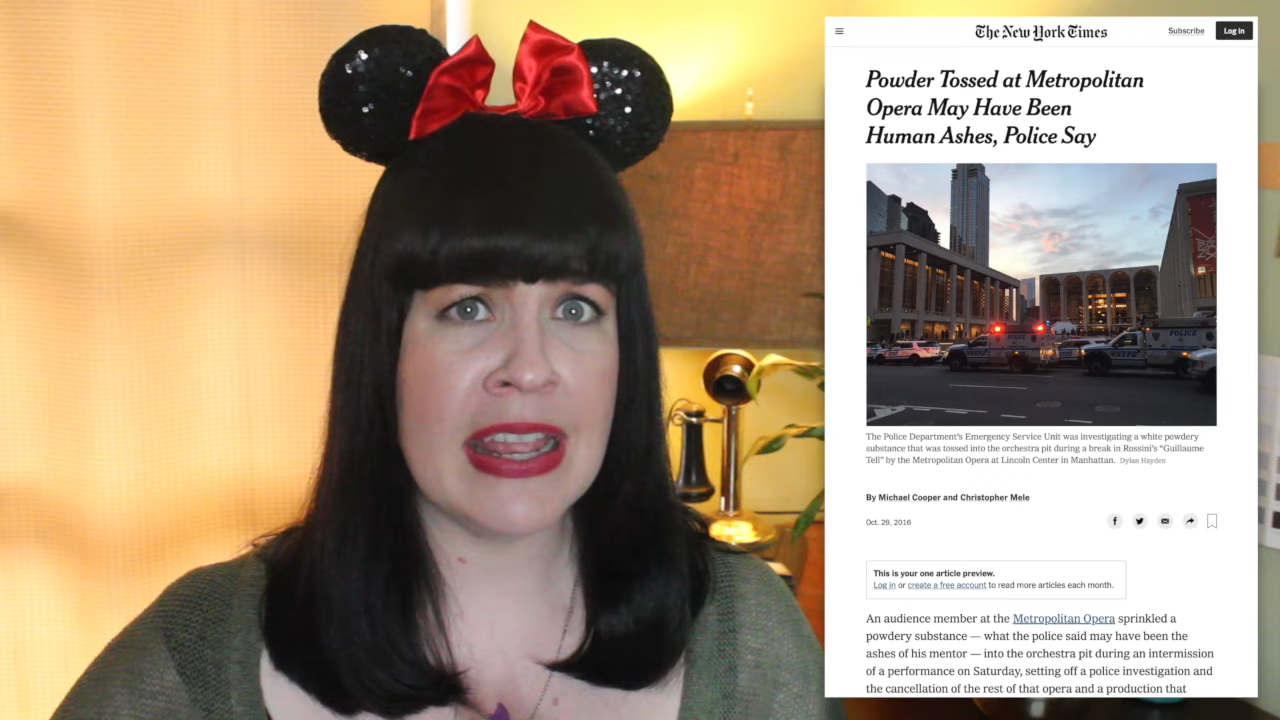 The New York Times
Subscribe
Log in
Powder Tossed at Metropolitan
Opera May Have Been
Human Ashes, Police Say
POLICE
NYPD
The Police Department's Emergency Service Unit was investigating a white powdery
substance that was tossed into the orchestra pit during a break in Rossini's “Guillaume
Tell” by the Metropolitan Opera at Lincoln Center in Manhattan. Dylan Hayden
By Michael Cooper and Christopher Mele
Oct. 29, 2016
This is your one article preview.
Log in or create a free account to read more articles each month.
An audience member at the Metropolitan Opera sprinkled a
powdery substance — what the police said may have been the
ashes of his mentor — into the orchestra pit during an intermission
of a performance on Saturday, setting off a police investigation and
the cancellation of the rest of that opera and a production that